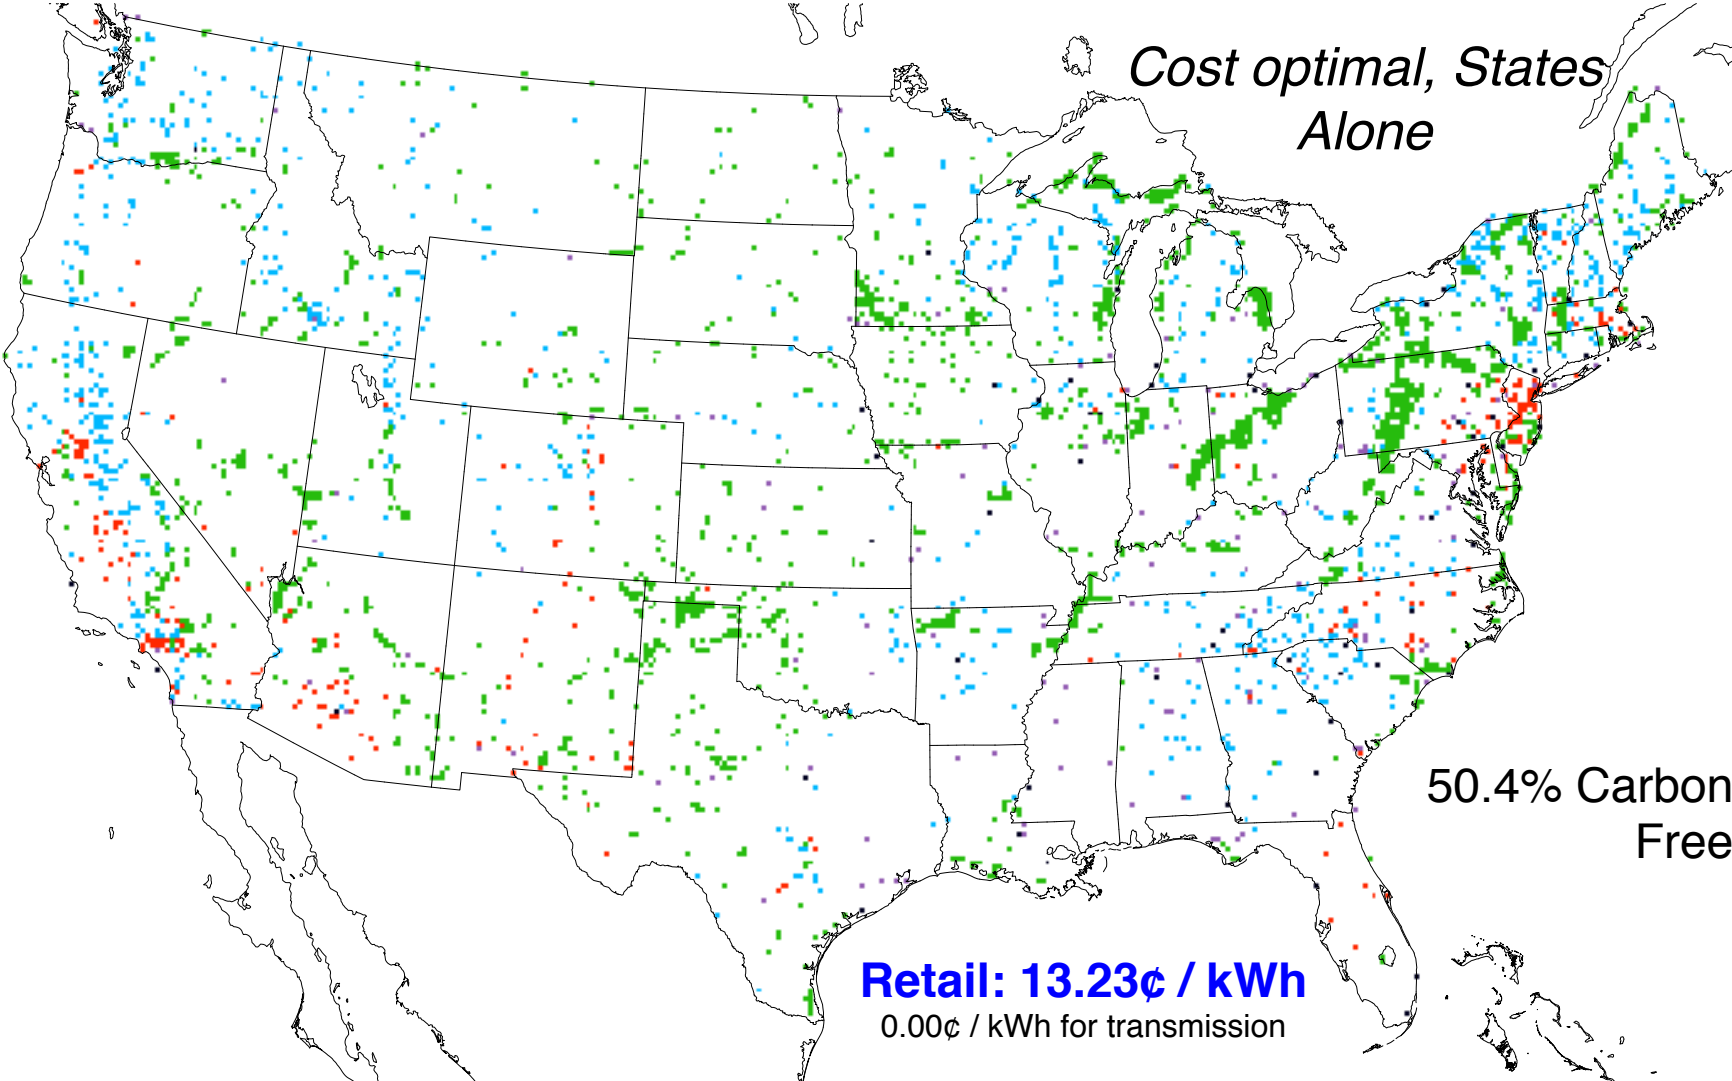 Cost optimal, States
Alone
50.4% Carbon
Free
Retail: 13.23¢ / kWh
0.00¢ / kWh for transmission